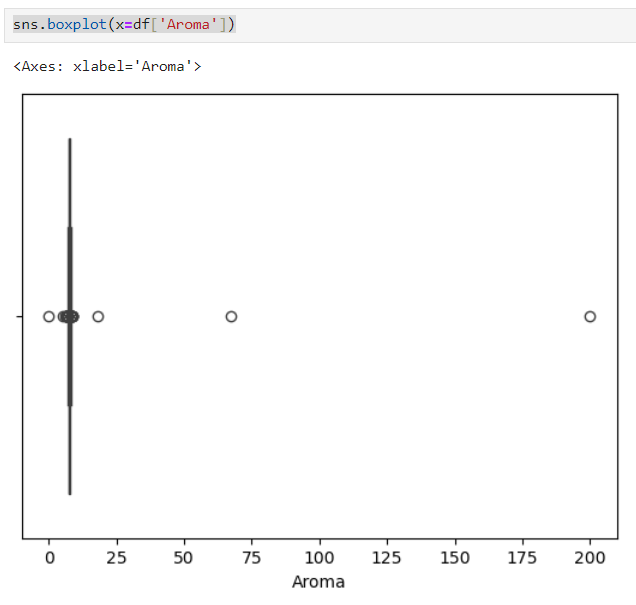 sns.boxplot(x=df['Aroma'])
<Axes: xlabel='Aroma'>
0 25 50 75 100 125 150 175 200
Aroma